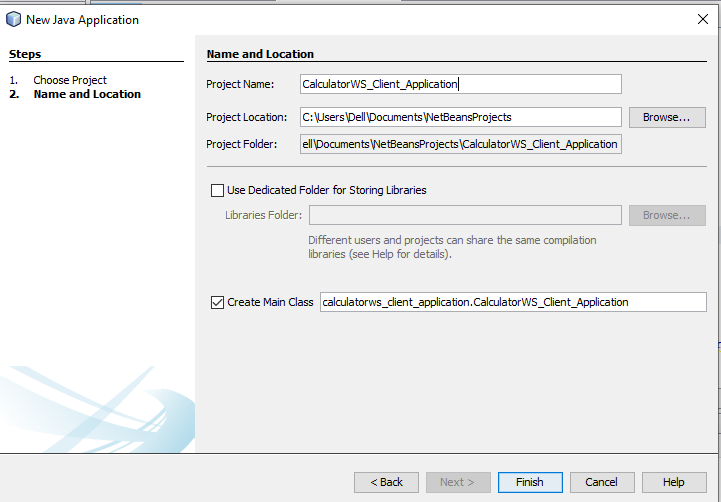 New Java Application
Steps
1. Choose Project
2. Name and Location
Name and Location
Project Name: CalculatorWS_Client_Application
Project Location: C:\Users\Dell\Documents\NetBeansProjects Browse...
Project Folder: ell\Documents\NetBeansProjects\CalculatorWS_Client_Application
Use Dedicated Folder for Storing Libraries
Libraries Folder: Browse...
Different users and projects can share the same compilation
libraries (see Help for details).
Create Main Class calculatorws_client_application.CalculatorWS_Client_Application
< Back Next > Finish Cancel Help